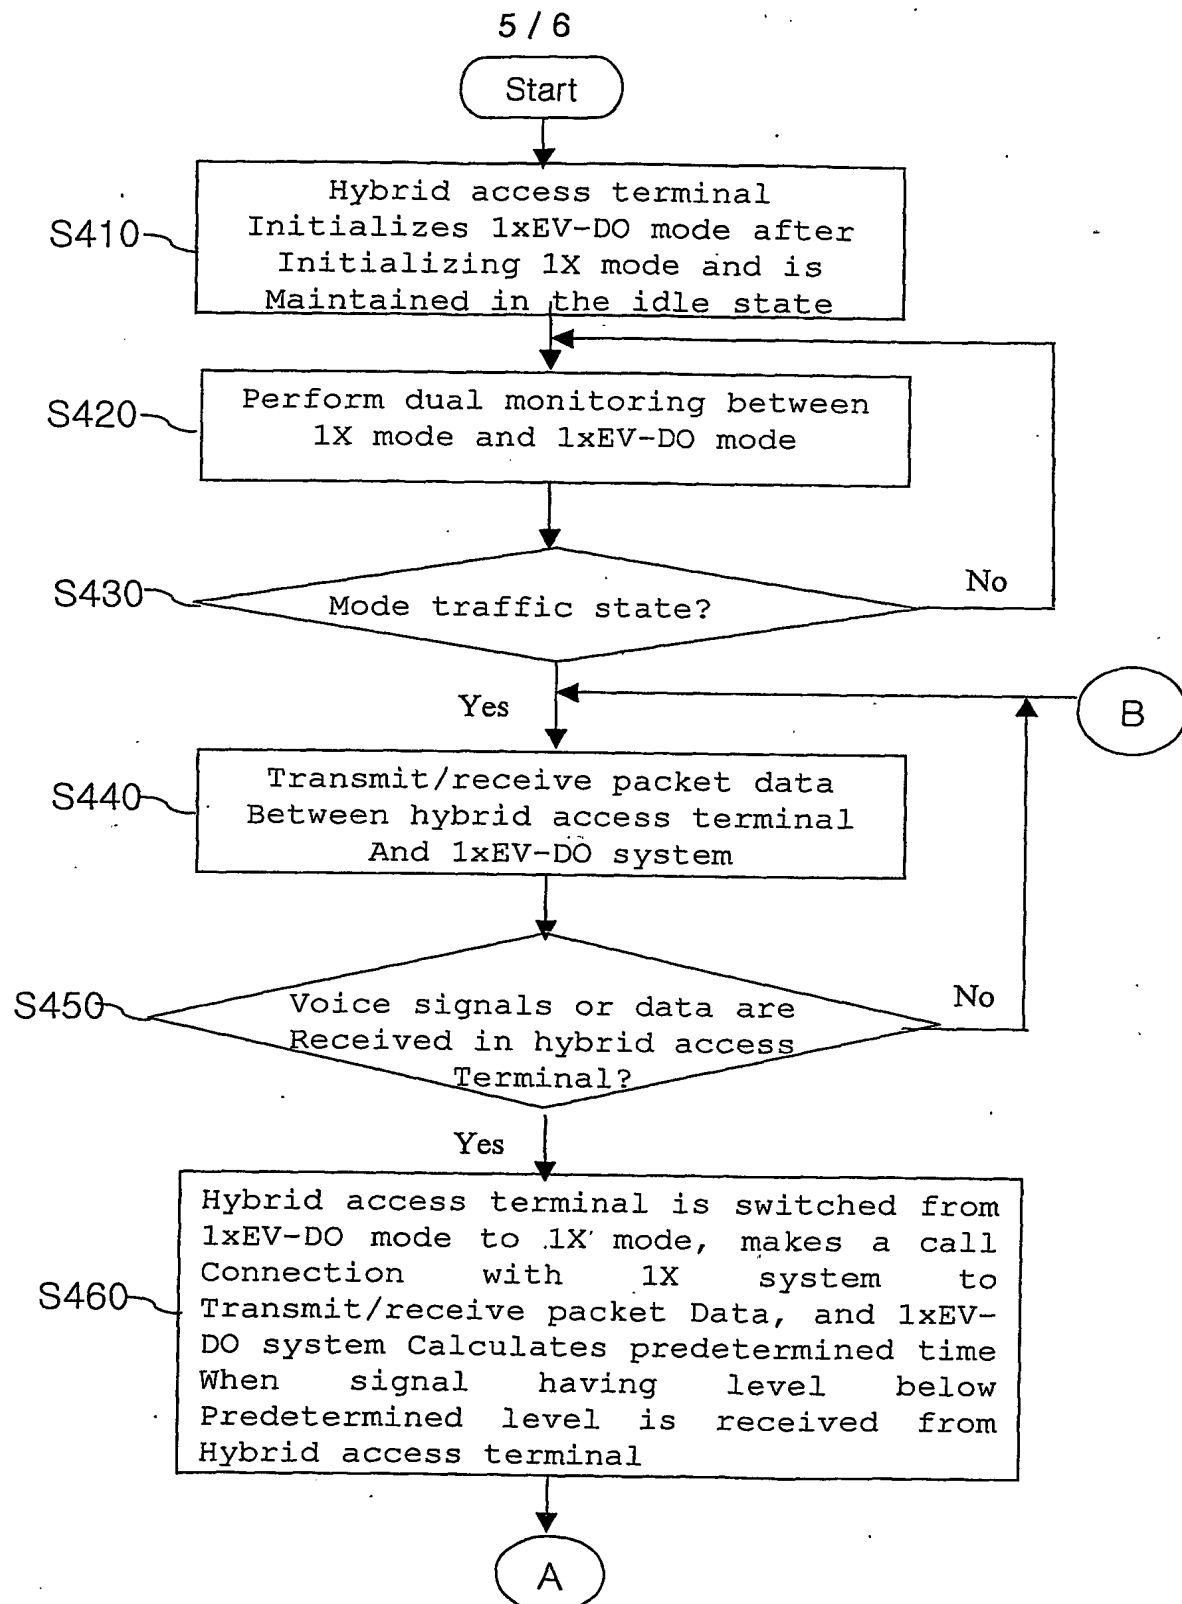 5 / 6
Start
S410
Hybrid access terminal
Initializes 1xEV-DO mode after
Initializing 1X mode and is
Maintained in the idle state
S420
Perform dual monitoring between
1X mode and 1xEV-DO mode
S430
Mode traffic state?
No
Yes
B
S440
Transmit/receive packet data
Between hybrid access terminal
And 1xEV-DO system
S450
Voice signals or data are
Received in hybrid access
Terminal?
No
Yes
S460
Hybrid access terminal is switched from
1xEV-DO mode to 1X mode, makes a call
Connection with 1X system to
Transmit/receive packet Data, and 1xEV-
DO system Calculates predetermined time
When signal having level below
Predetermined level is received from
Hybrid access terminal
A